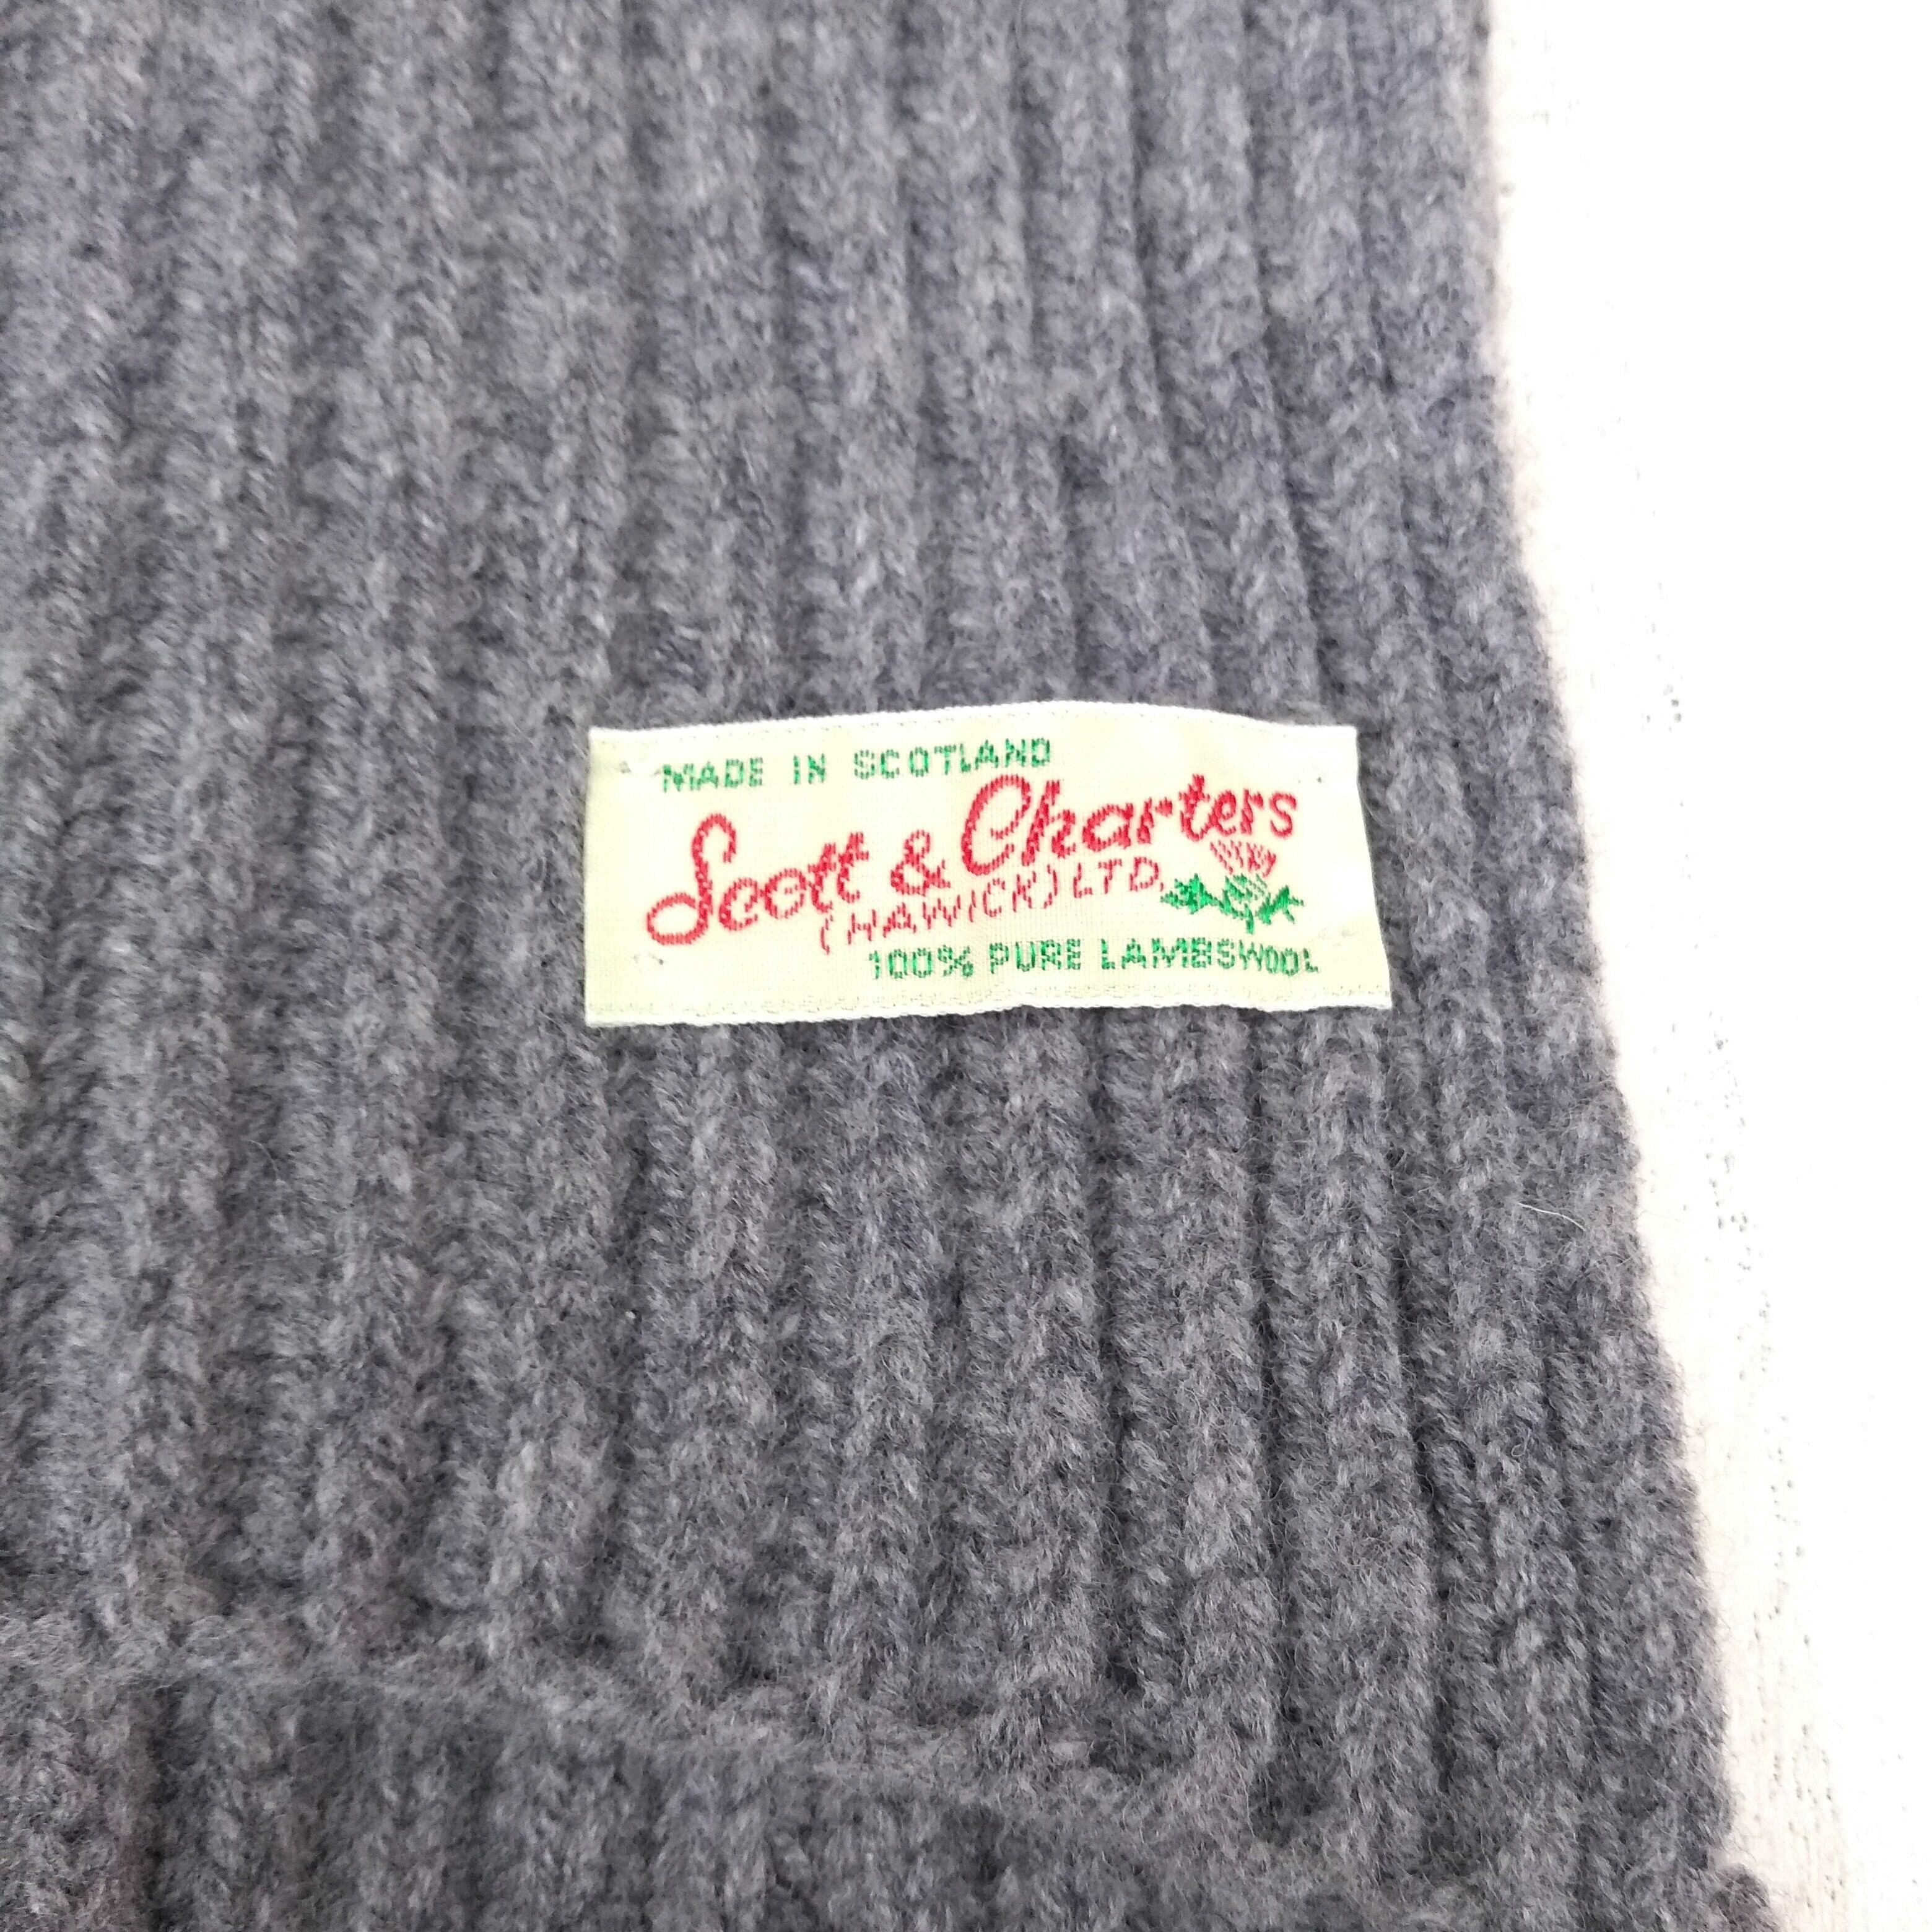 MADE IN SCOTLAND
Scott & Charters
(HAWICK) LTD.
100% PURE LAMBSWOOL